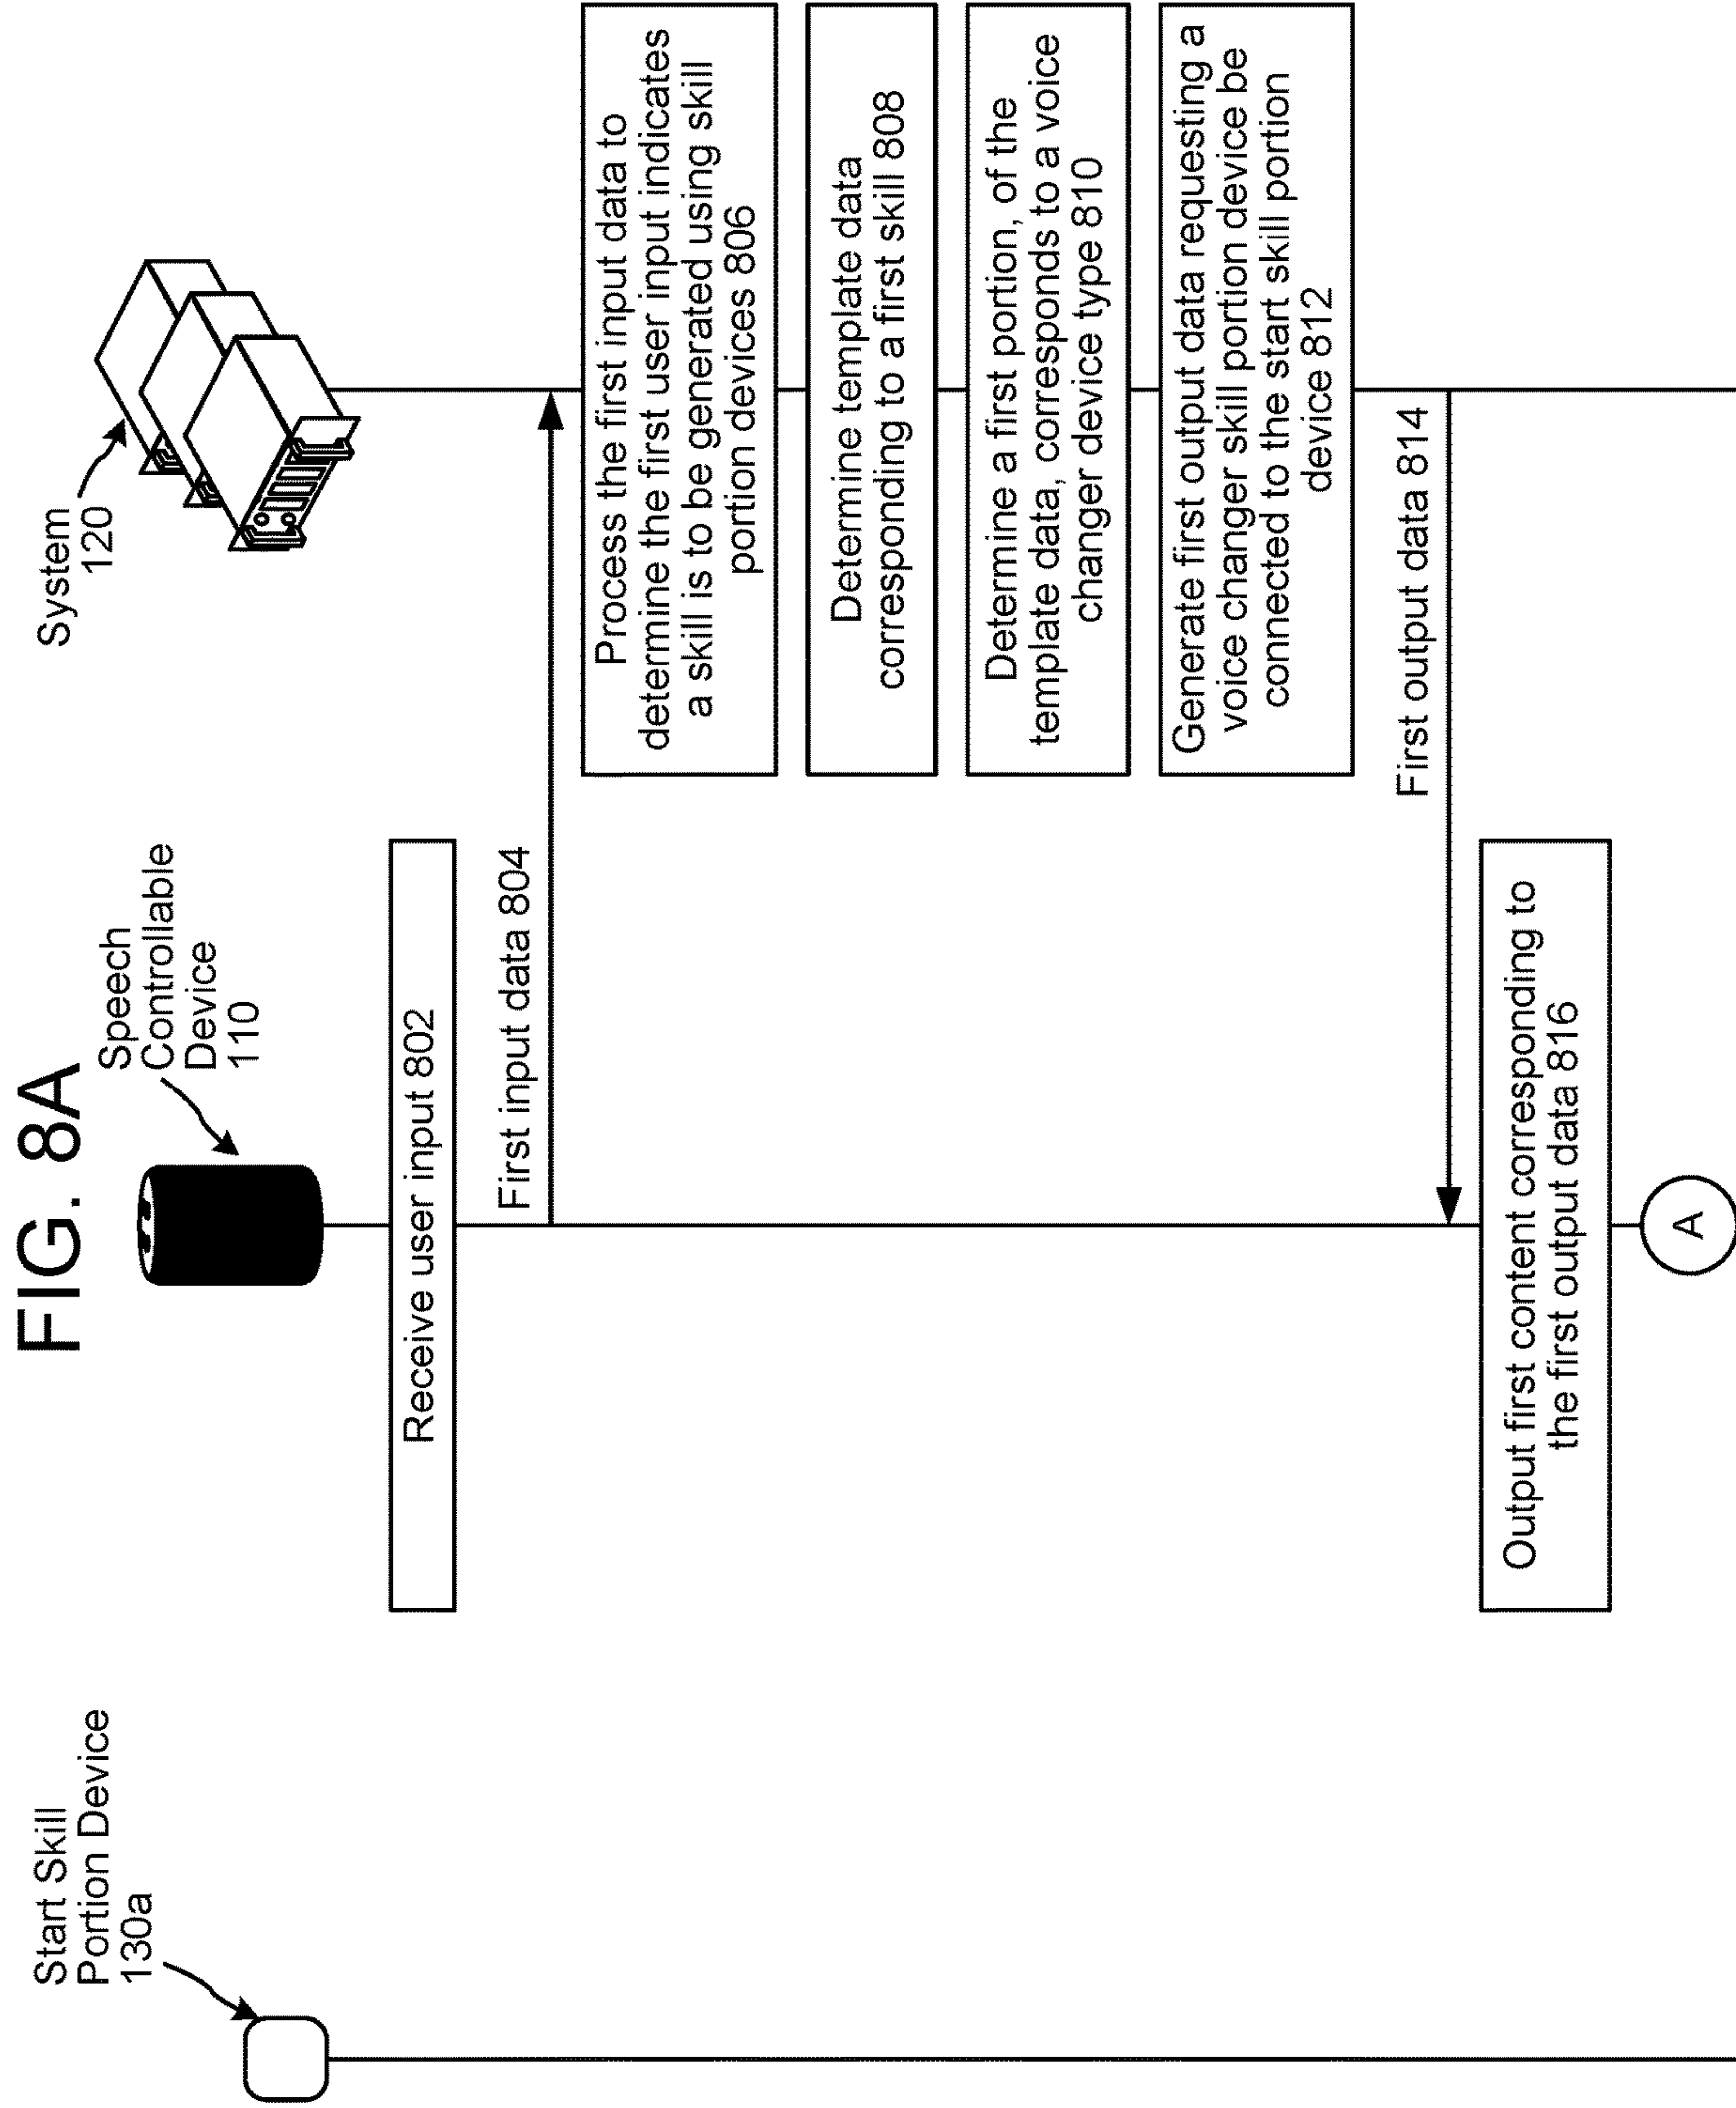 FIG. 8A
Start Skill
Portion Device
130a
Speech
Controllable
Device
110
System
120
Receive user input 802
First input data 804
Process the first input data to
determine the first user input indicates
a skill is to be generated using skill
portion devices 806
Determine template data
corresponding to a first skill 808
Determine a first portion, of the
template data, corresponds to a voice
changer device type 810
Generate first output data requesting a
voice changer skill portion device be
connected to the start skill portion
device 812
First output data 814
Output first content corresponding to
the first output data 816
A